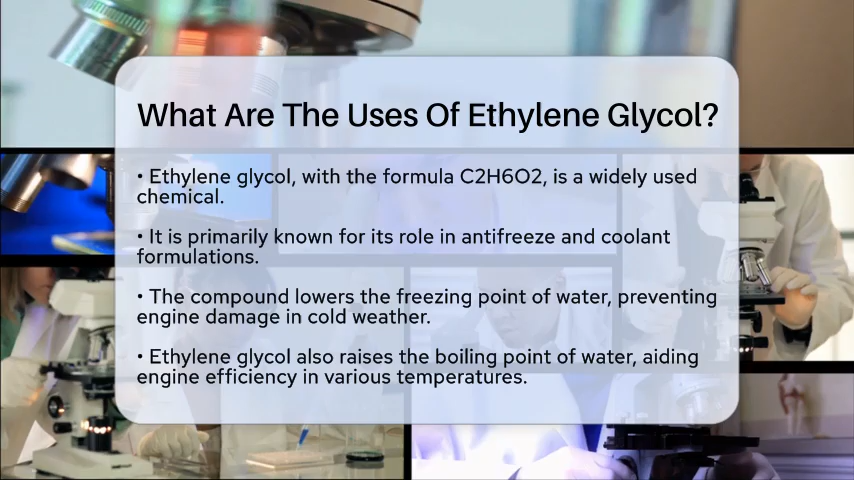 What Are The Uses Of Ethylene Glycol?
• Ethylene glycol, with the formula C2H6O2, is a widely used
chemical.
• It is primarily known for its role in antifreeze and coolant
formulations.
• The compound lowers the freezing point of water, preventing
engine damage in cold weather.
• Ethylene glycol also raises the boiling point of water, aiding
engine efficiency in various temperatures.